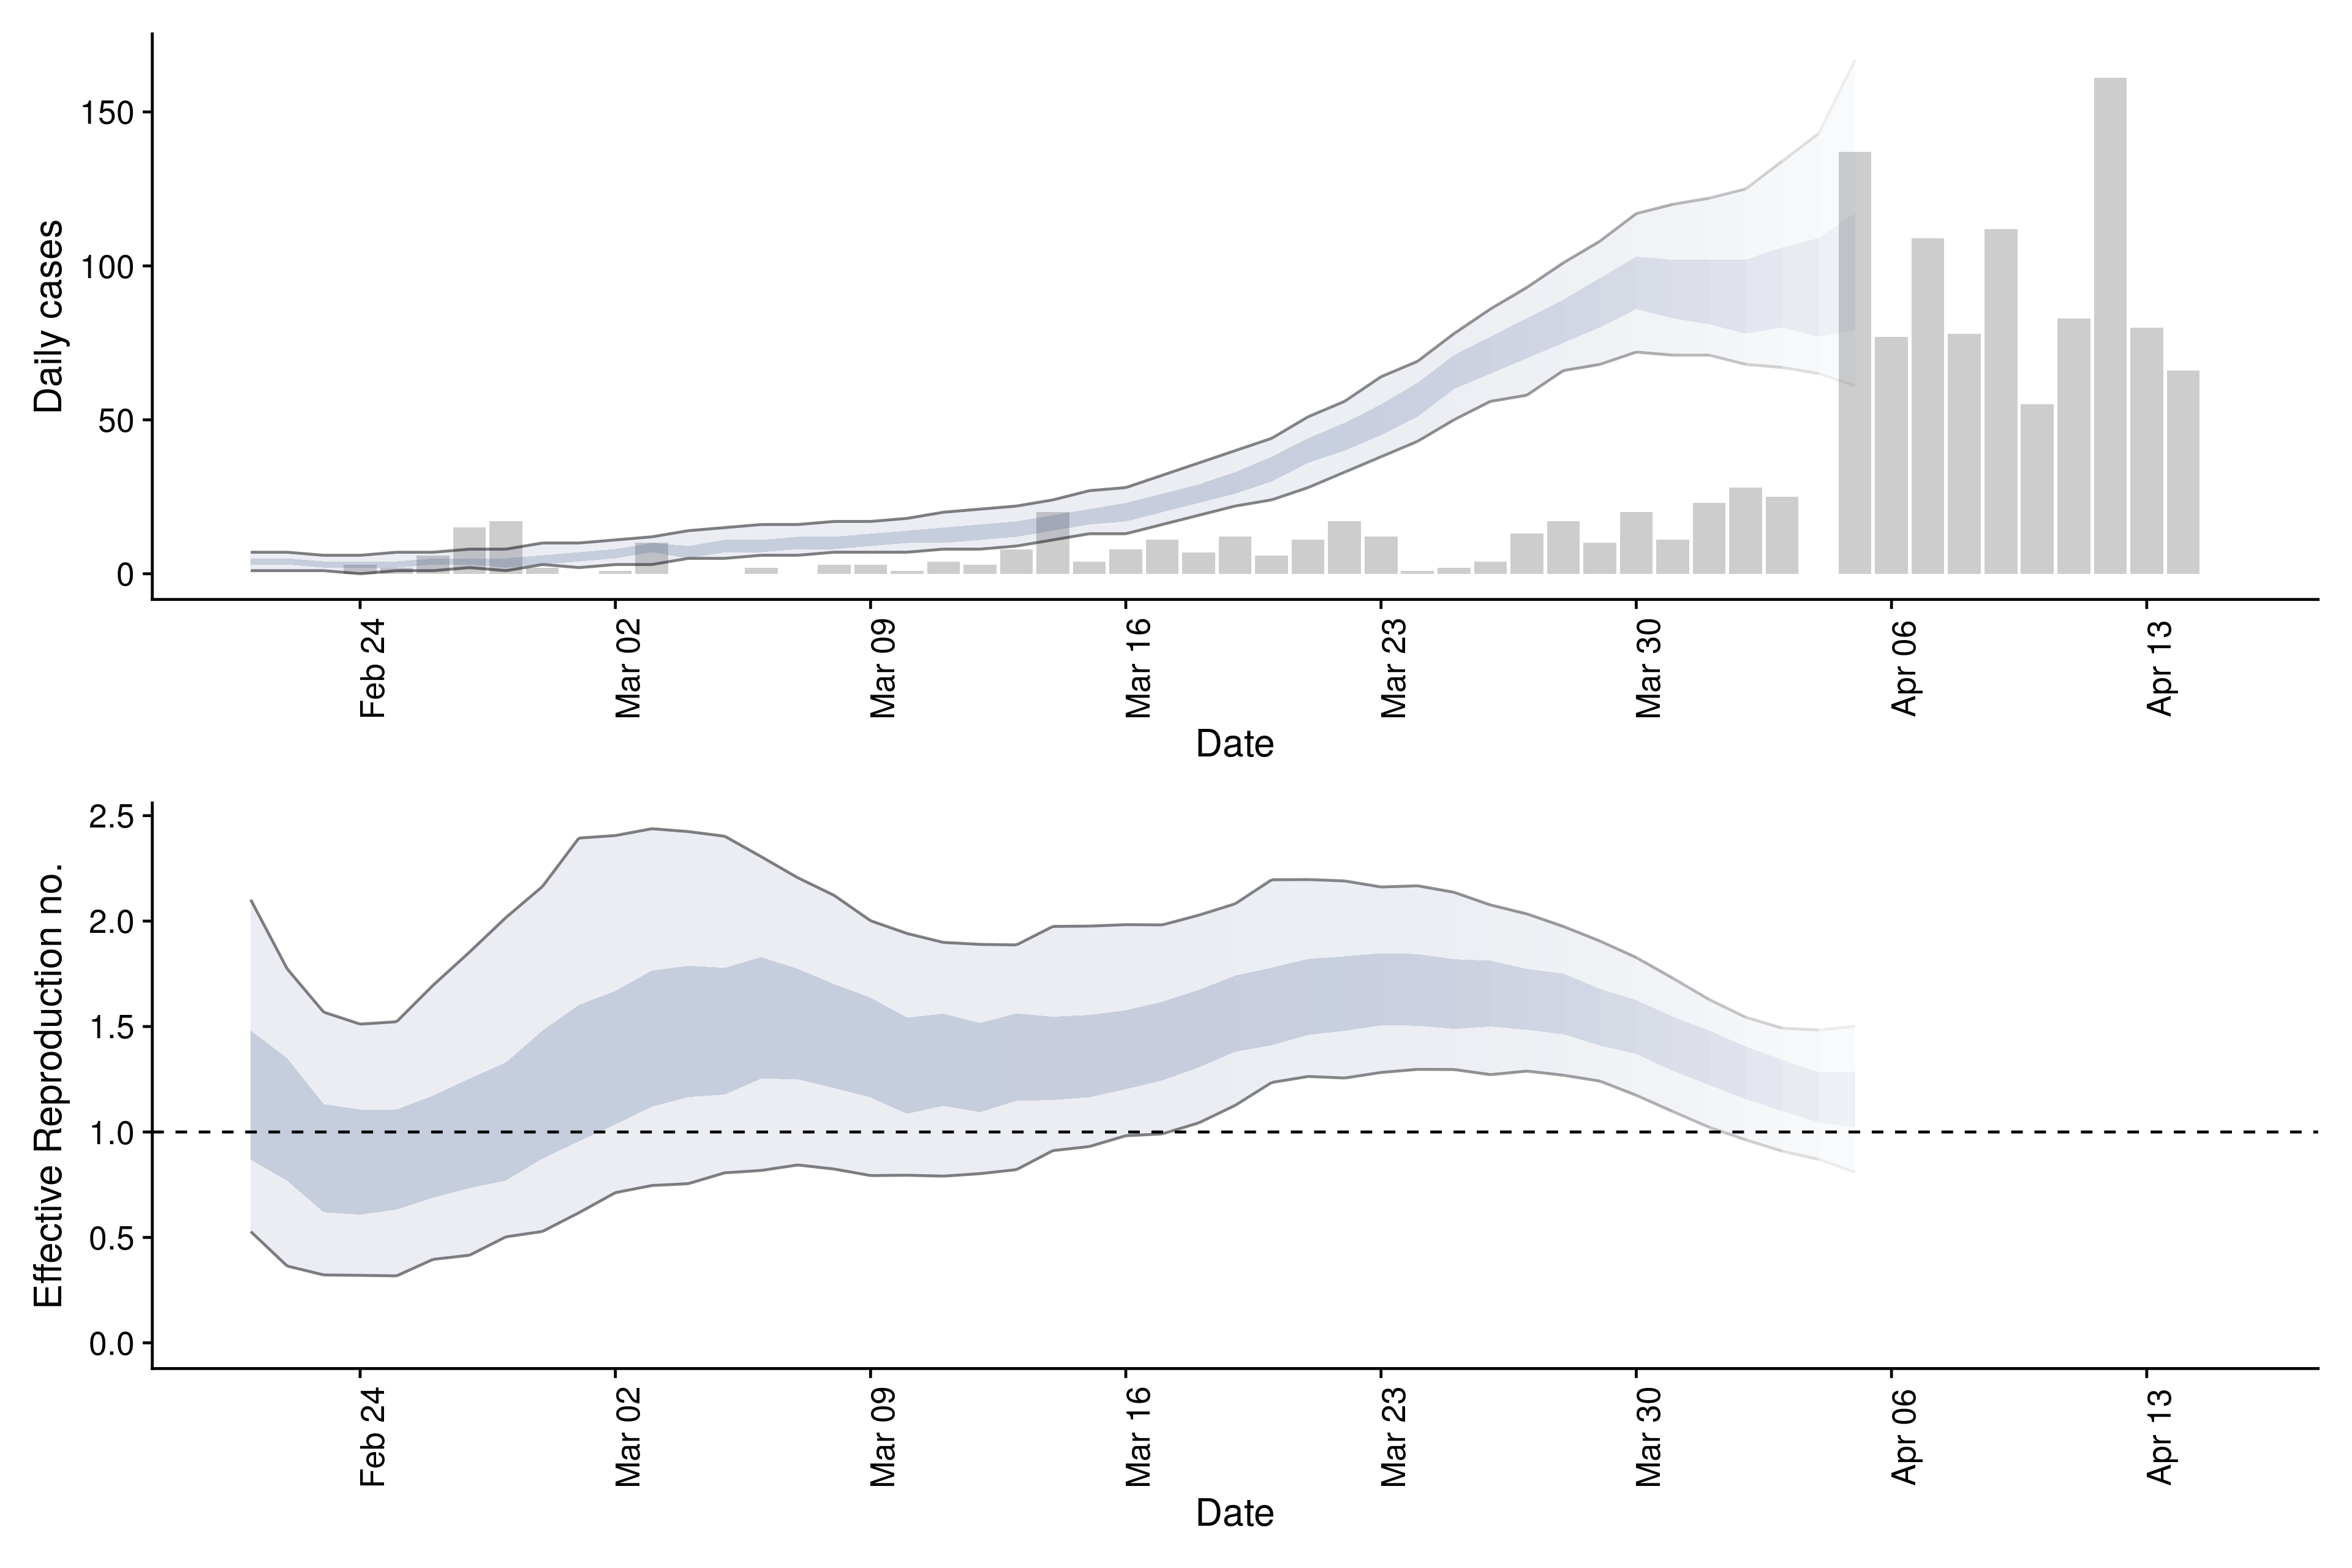 Daily cases
150
100
50
0
Feb 24
Mar 02
Mar 09
Mar 16
Mar 23
Mar 30
Apr 06
Apr 13
Date
Effective Reproduction no.
2.5
2.0
1.5
1.0
0.5
0.0
Feb 24
Mar 02
Mar 09
Mar 16
Mar 23
Mar 30
Apr 06
Apr 13
Date